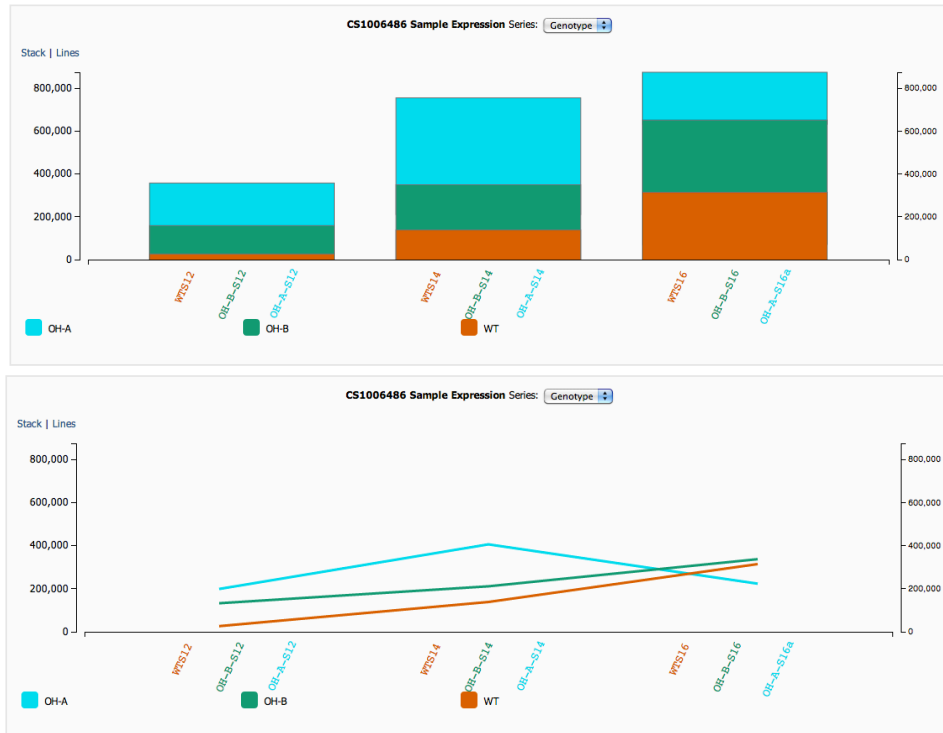 CS1006486 Sample Expression Series: Genotype
Stack | Lines
800,000 800,000
600,000 600,000
400,000 400,000
200,000 200,000
0 0
WTS12 OH-B-S12 OH-A-S12 WTS14 OH-B-S14 OH-A-S14 WTS16 OH-B-S16 OH-A-S16a
OH-A OH-B WT
CS1006486 Sample Expression Series: Genotype
Stack | Lines
800,000 800,000
600,000 600,000
400,000 400,000
200,000 200,000
0 0
WTS12 OH-B-S12 OH-A-S12 WTS14 OH-B-S14 OH-A-S14 WTS16 OH-B-S16 OH-A-S16a
OH-A OH-B WT